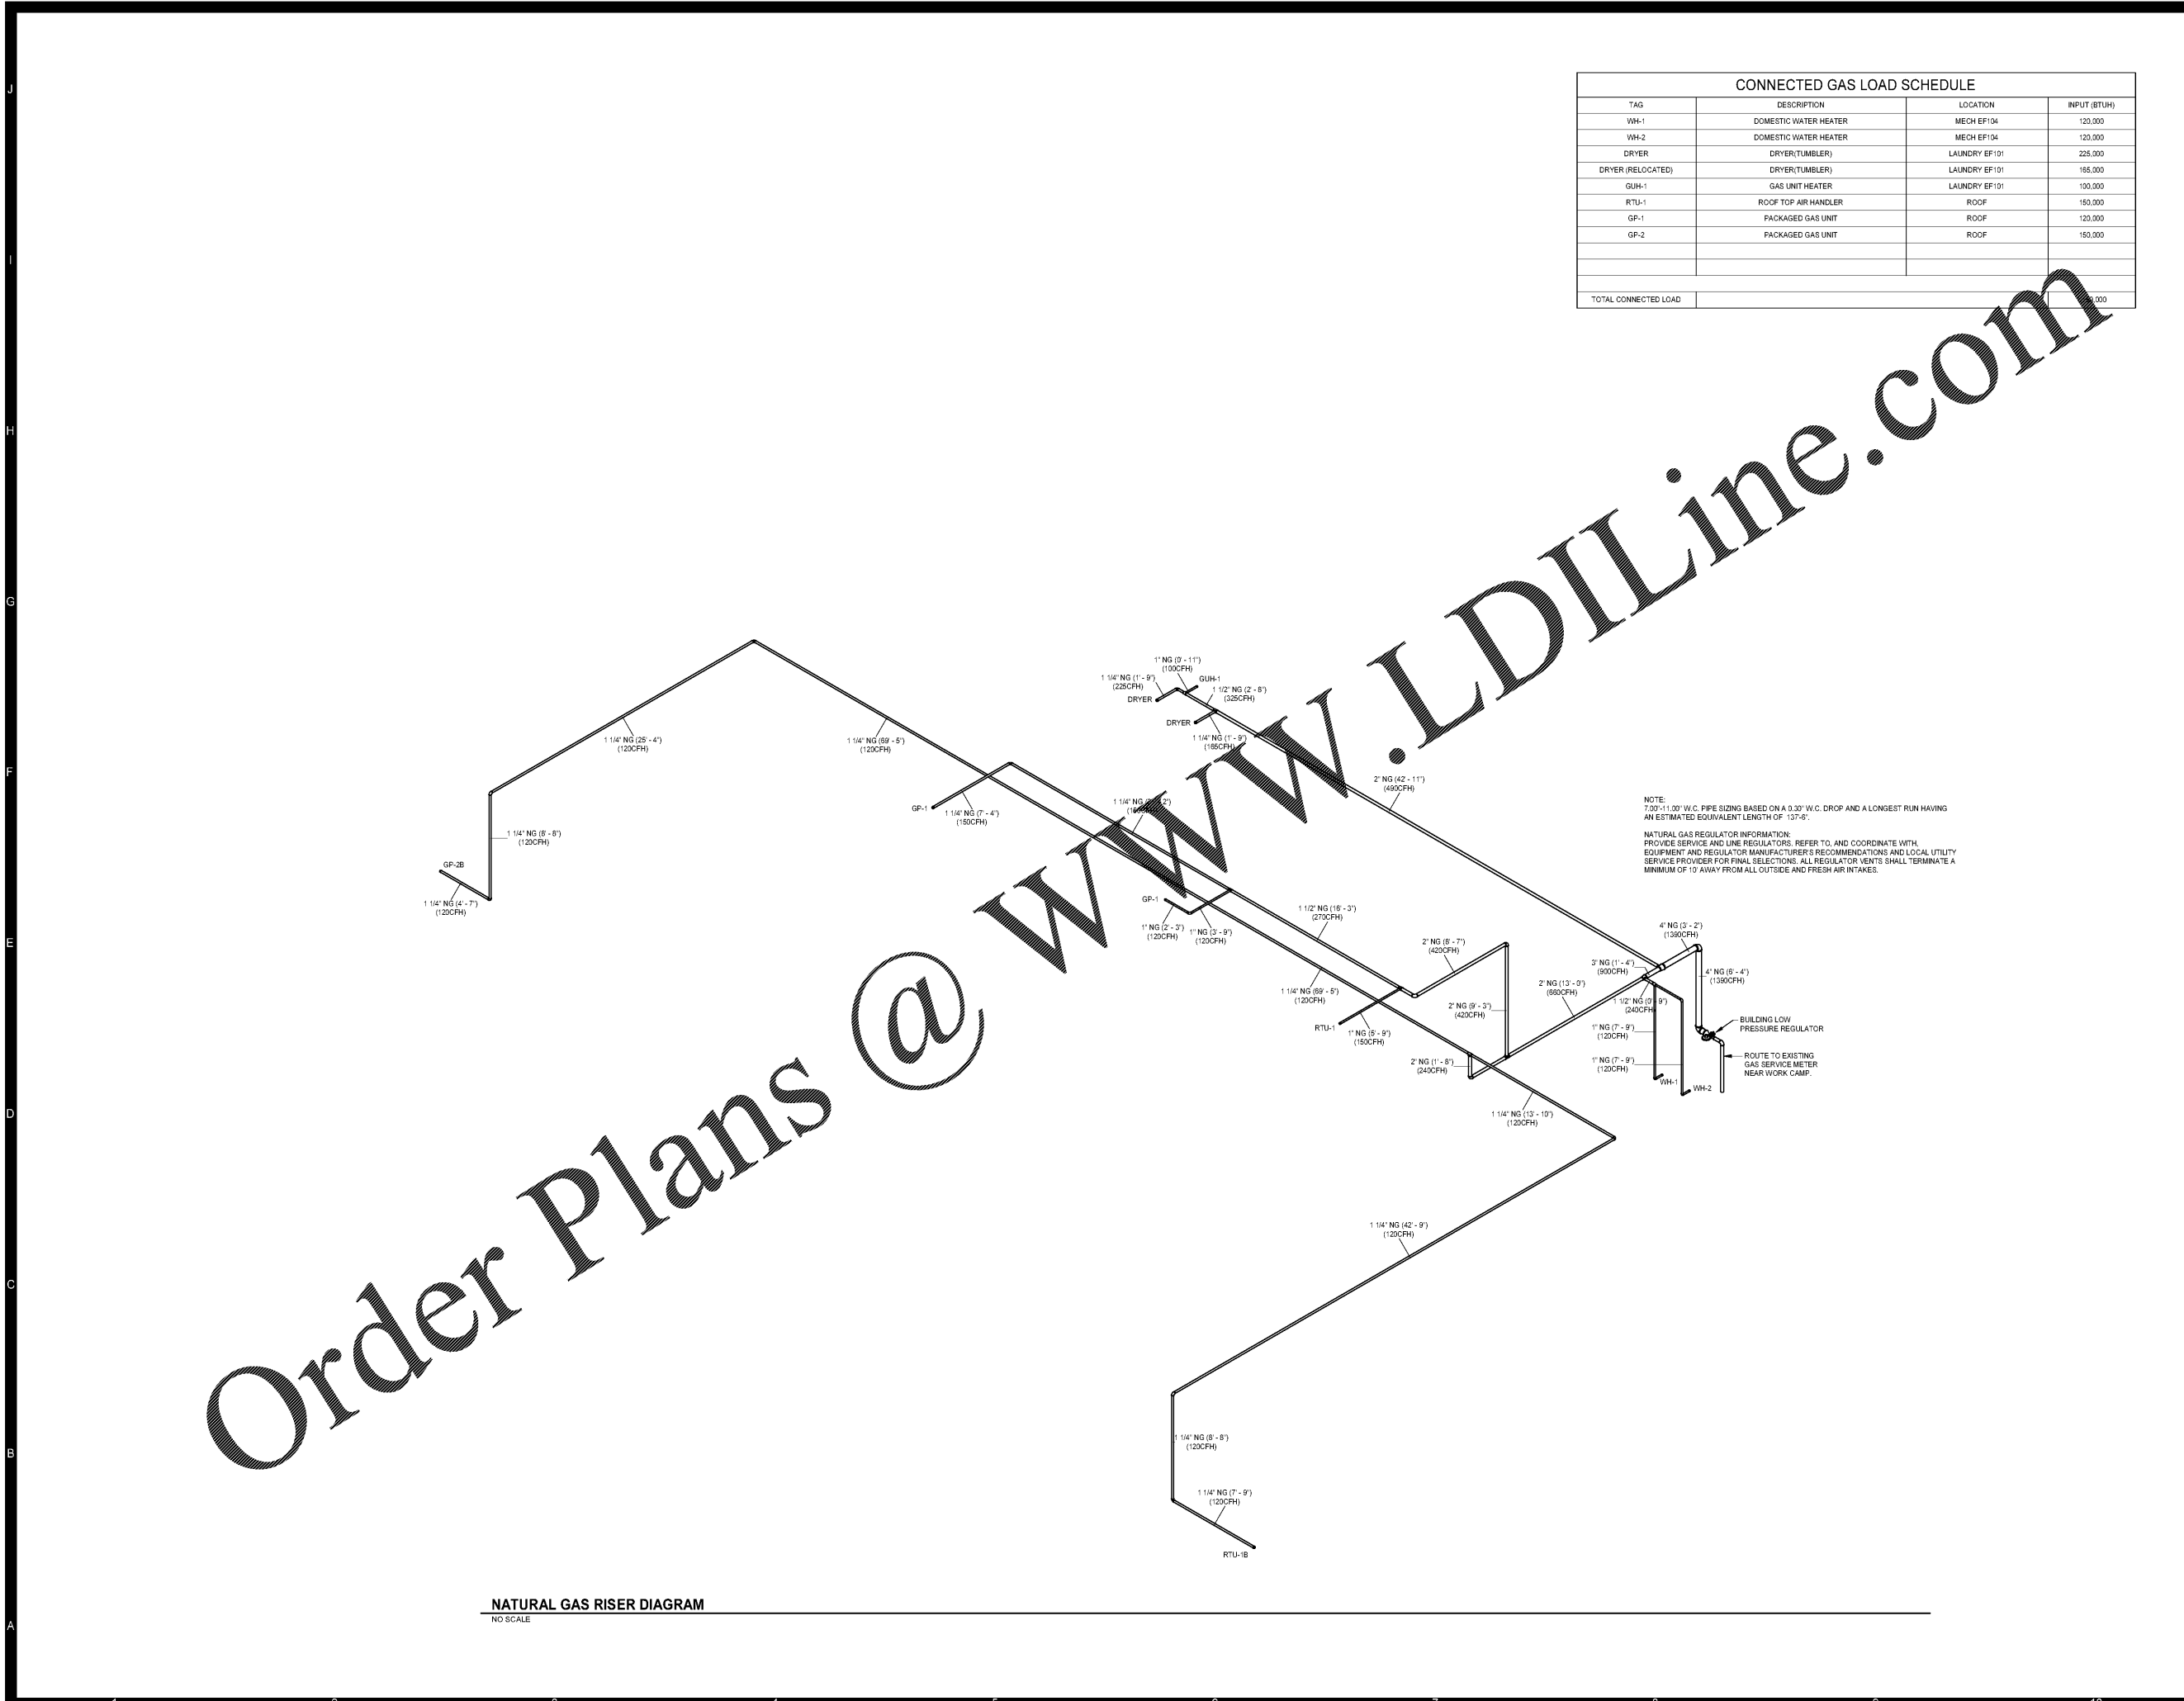 CONNECTED GAS LOAD SCHEDULE
TAG DESCRIPTION LOCATION INPUT (BTUH)
WH-1 DOMESTIC WATER HEATER MECH EF104 120,000
WH-2 DOMESTIC WATER HEATER MECH EF104 120,000
DRYER DRYER(TUMBLER) LAUNDRY EF101 225,000
DRYER (RELOCATED) DRYER(TUMBLER) LAUNDRY EF101 165,000
GUH-1 GAS UNIT HEATER LAUNDRY EF101 100,000
RTU-1 ROOF TOP AIR HANDLER ROOF 150,000
GP-1 PACKAGED GAS UNIT ROOF 120,000
GP-2 PACKAGED GAS UNIT ROOF 150,000
TOTAL CONNECTED LOAD
J
I
H
G
F
E
D
C
B
A
Order Plans @ www.LDILine.com
1" NG (0' - 11")
(100CFH)
GUH-1
1 1/4" NG (1' - 9")
(225CFH)
DRYER
1 1/2" NG (2' - 8")
(325CFH)
DRYER
1 1/4" NG (1' - 9")
(165CFH)
1 1/4" NG (25' - 4")
(120CFH)
1 1/4" NG (69' - 5")
(120CFH)
2" NG (42' - 11")
(490CFH)
GP-1
1 1/4" NG (7' - 4")
(150CFH)
1 1/4" NG
1 1/4" NG (8' - 8")
(120CFH)
GP-2B
1 1/4" NG (4' - 7")
(120CFH)
NOTE:
7.00"-11.00" W.C. PIPE SIZING BASED ON A 0.30" W.C. DROP AND A LONGEST RUN HAVING
AN ESTIMATED EQUIVALENT LENGTH OF 137'-6".
NATURAL GAS REGULATOR INFORMATION:
PROVIDE SERVICE AND LINE REGULATORS. REFER TO, AND COORDINATE WITH,
EQUIPMENT AND REGULATOR MANUFACTURER'S RECOMMENDATIONS AND LOCAL UTILITY
SERVICE PROVIDER FOR FINAL SELECTIONS. ALL REGULATOR VENTS SHALL TERMINATE A
MINIMUM OF 10' AWAY FROM ALL OUTSIDE AND FRESH AIR INTAKES.
GP-1
1" NG (2' - 3")
(120CFH)
1" NG (3' - 9")
(120CFH)
1 1/2" NG (16' - 3")
(270CFH)
2" NG (8' - 7")
(420CFH)
4" NG (3' - 2")
(1390CFH)
3" NG (1' - 4")
(900CFH)
4" NG (6' - 4")
(1390CFH)
1 1/4" NG (69' - 5")
(120CFH)
2" NG (13' - 0")
(660CFH)
1 1/2" NG (0' - 9")
(240CFH)
2" NG (9' - 3")
(420CFH)
RTU-1
1" NG (5' - 9")
(150CFH)
1" NG (7' - 9")
(120CFH)
BUILDING LOW
PRESSURE REGULATOR
2" NG (1' - 8")
(240CFH)
1" NG (7' - 9")
(120CFH)
ROUTE TO EXISTING
GAS SERVICE METER
NEAR WORK CAMP.
WH-1
WH-2
1 1/4" NG (13' - 10")
(120CFH)
1 1/4" NG (42' - 9")
(120CFH)
1 1/4" NG (8' - 8")
(120CFH)
1 1/4" NG (7' - 9")
(120CFH)
RTU-1B
NATURAL GAS RISER DIAGRAM
NO SCALE